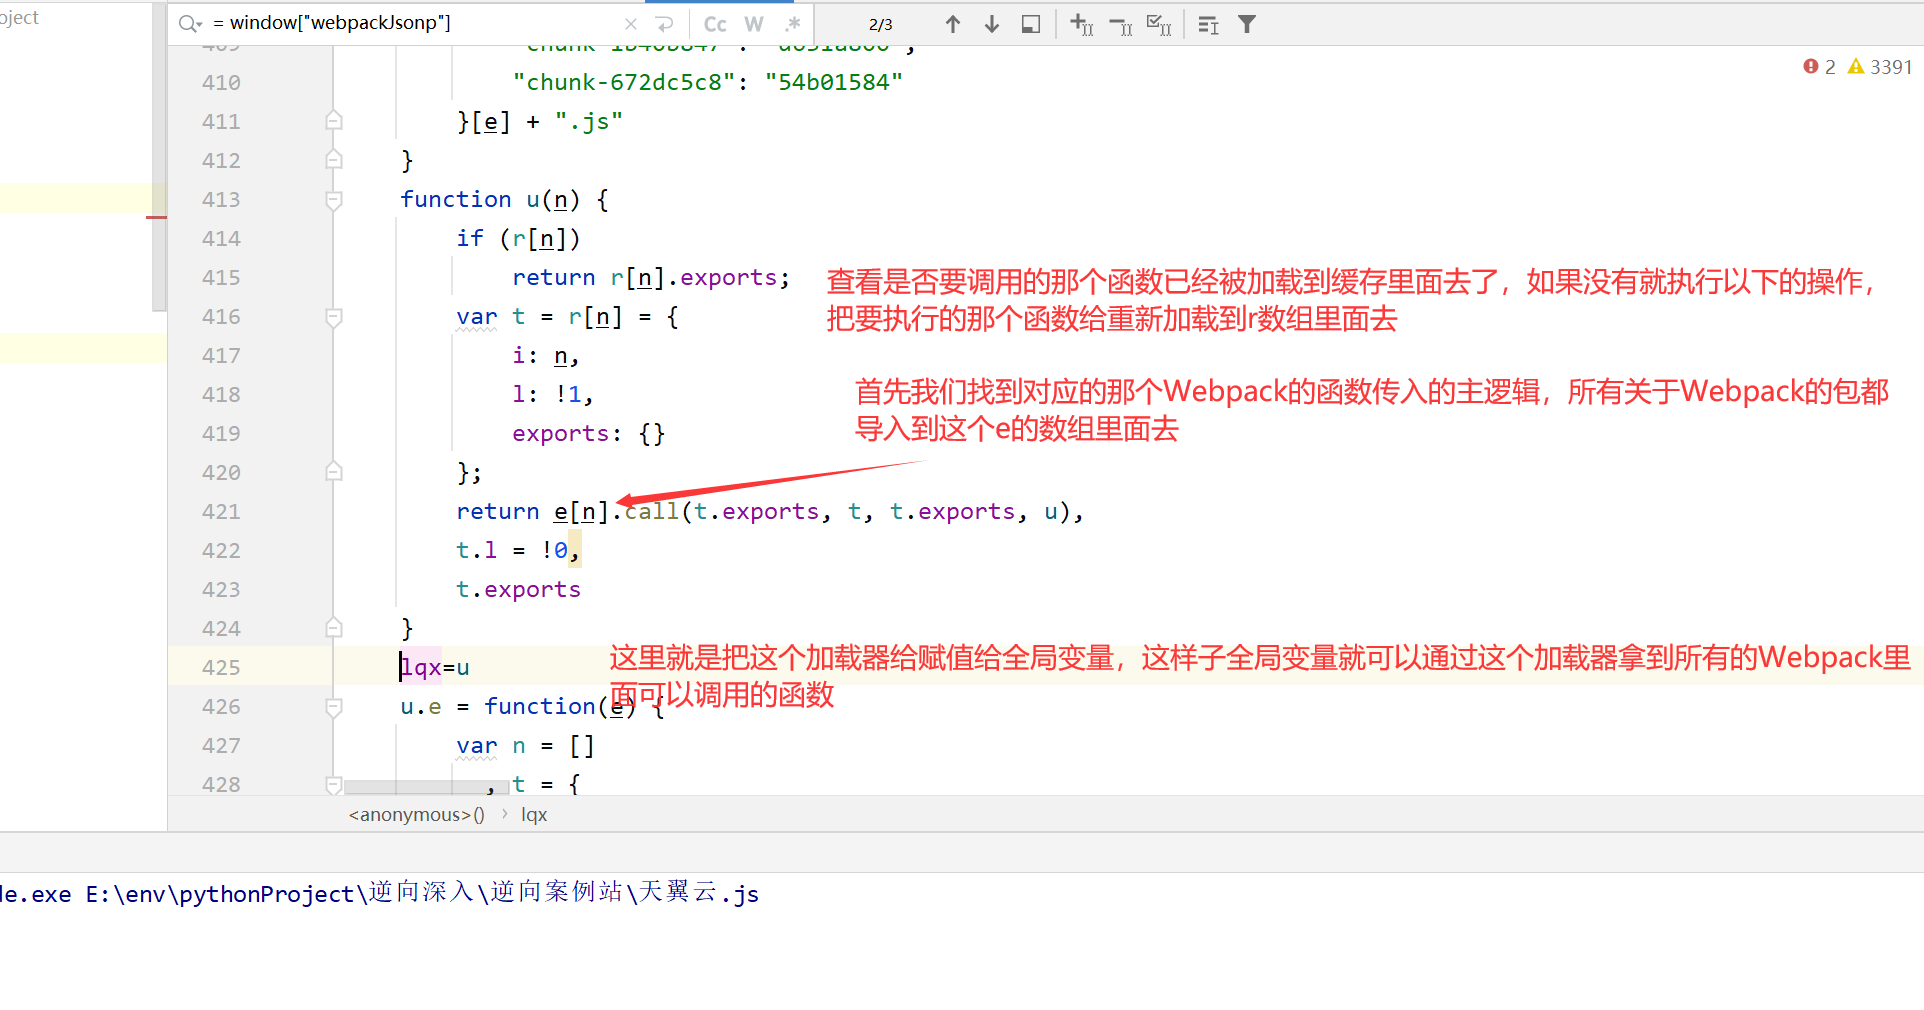 oject
= window["webpackJsonp"]
Cc W .* 2/3
2 3391
410 "chunk-672dc5c8": "54b01584"
411 }[e] + ".js"
412 }
413 function u(n) {
414 if (r[n])
415 return r[n].exports;
查看是否要调用的那个函数已经被加载到缓存里面去了，如果没有就执行以下的操作，
把要执行的那个函数给重新加载到r数组里面去
416 var t = r[n] = {
417 i: n,
418 l: !1,
首先我们找到对应的那个Webpack的函数传入的主逻辑，所有关于Webpack的包都
导入到这个e的数组里面去
419 exports: {}
420 };
421 return e[n].call(t.exports, t, t.exports, u),
422 t.l = !0,
423 t.exports
424 }
425 lqx=u
这里就是把这个加载器给赋值给全局变量，这样子全局变量就可以通过这个加载器拿到所有的Webpack里
面可以调用的函数
426 u.e = function(e) {
427 var n = []
428 , t = {
<anonymous>() › lqx
de.exe E:\env\pythonProject\逆向深入\逆向案例站\天翼云.js